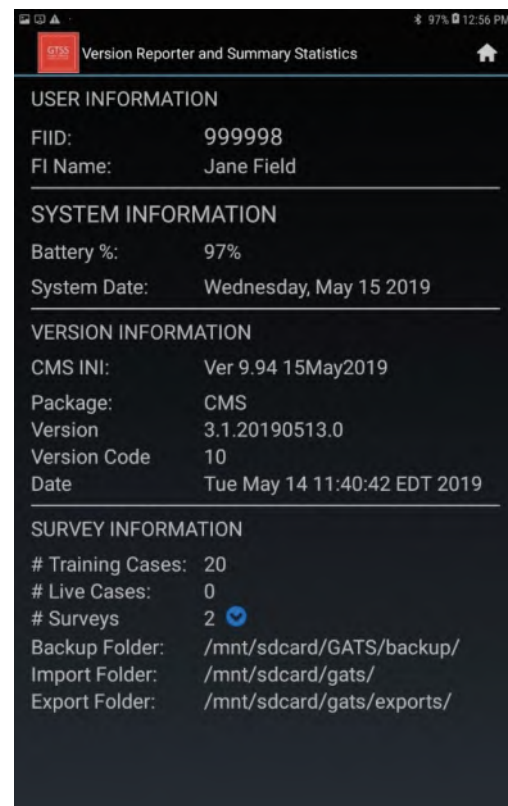 97% 12:56 PM
GTSS Version Reporter and Summary Statistics
USER INFORMATION
FIID: 999998
FI Name: Jane Field
SYSTEM INFORMATION
Battery %: 97%
System Date: Wednesday, May 15 2019
VERSION INFORMATION
CMS INI: Ver 9.94 15May2019
Package: CMS
Version 3.1.20190513.0
Version Code 10
Date Tue May 14 11:40:42 EDT 2019
SURVEY INFORMATION
# Training Cases: 20
# Live Cases: 0
# Surveys 2
Backup Folder: /mnt/sdcard/GATS/backup/
Import Folder: /mnt/sdcard/gats/
Export Folder: /mnt/sdcard/gats/exports/